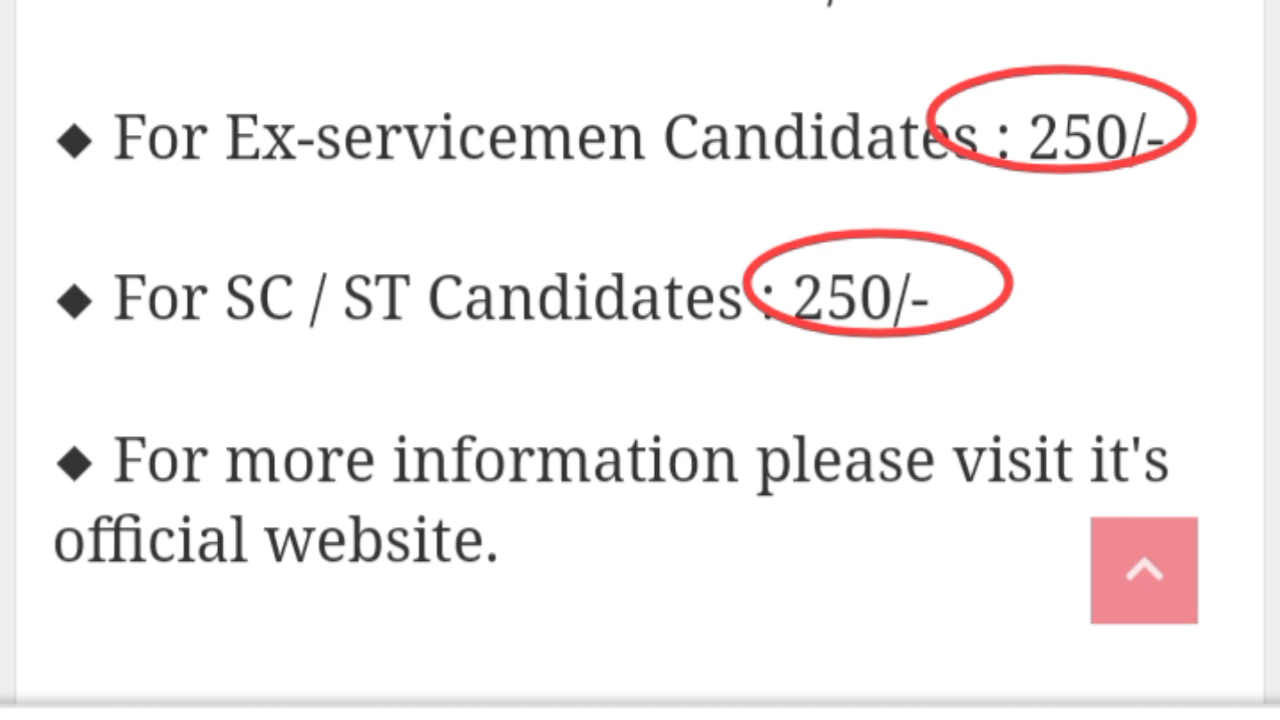 ◆ For Ex-servicemen Candidates : 250/-
◆ For SC / ST Candidates : 250/-
◆ For more information please visit it's
official website.